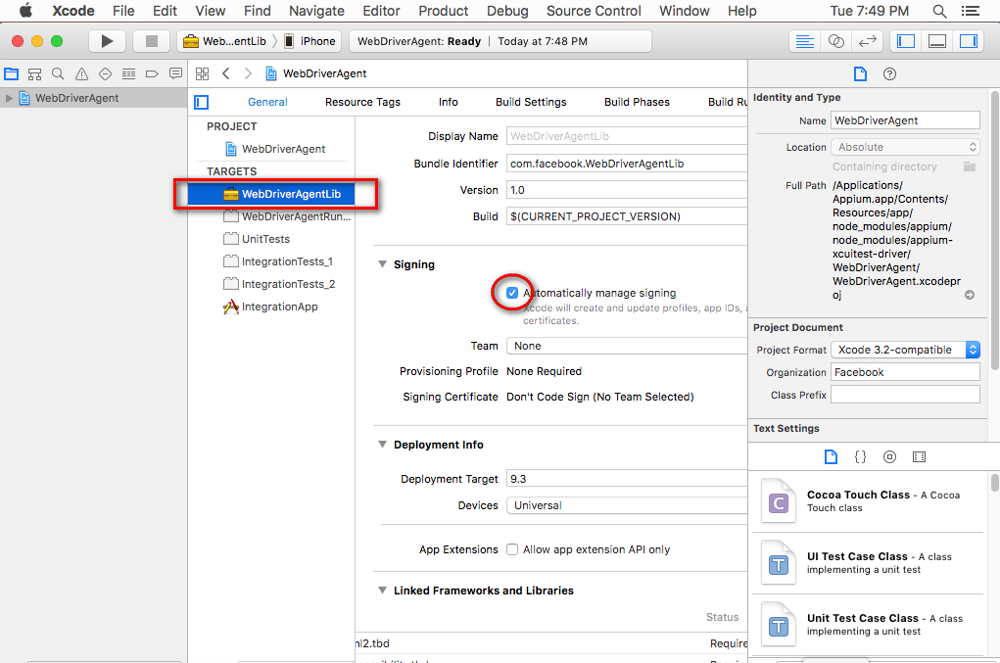 Xcode File Edit View Find Navigate Editor Product Debug Source Control Window Help Tue 7:49 PM
Web…entLib iPhone WebDriverAgent: Ready | Today at 7:48 PM
WebDriverAgent
WebDriverAgent
General Resource Tags Info Build Settings Build Phases Build Ru
PROJECT
WebDriverAgent
TARGETS
WebDriverAgentLib
WebDriverAgentRun...
UnitTests
IntegrationTests_1
IntegrationTests_2
IntegrationApp
Display Name WebDriverAgentLib
Bundle Identifier com.facebook.WebDriverAgentLib
Version 1.0
Build $(CURRENT_PROJECT_VERSION)
Signing
Automatically manage signing
Xcode will create and update profiles, app IDs, a
certificates.
Team None
Provisioning Profile None Required
Signing Certificate Don't Code Sign (No Team Selected)
Deployment Info
Deployment Target 9.3
Devices Universal
App Extensions Allow app extension API only
Linked Frameworks and Libraries
Status
ml2.tbd Require
Identity and Type
Name WebDriverAgent
Location Absolute
Containing directory
Full Path /Applications/
Appium.app/Contents/
Resources/app/
node_modules/appium/
node_modules/appium-
xcuitest-driver/
WebDriverAgent/
WebDriverAgent.xcodepr
oj
Project Document
Project Format Xcode 3.2-compatible
Organization Facebook
Class Prefix
Text Settings
{}
C Cocoa Touch Class - A Cocoa
Touch class
T UI Test Case Class - A class
implementing a unit test
T Unit Test Case Class - A class
implementing a unit test